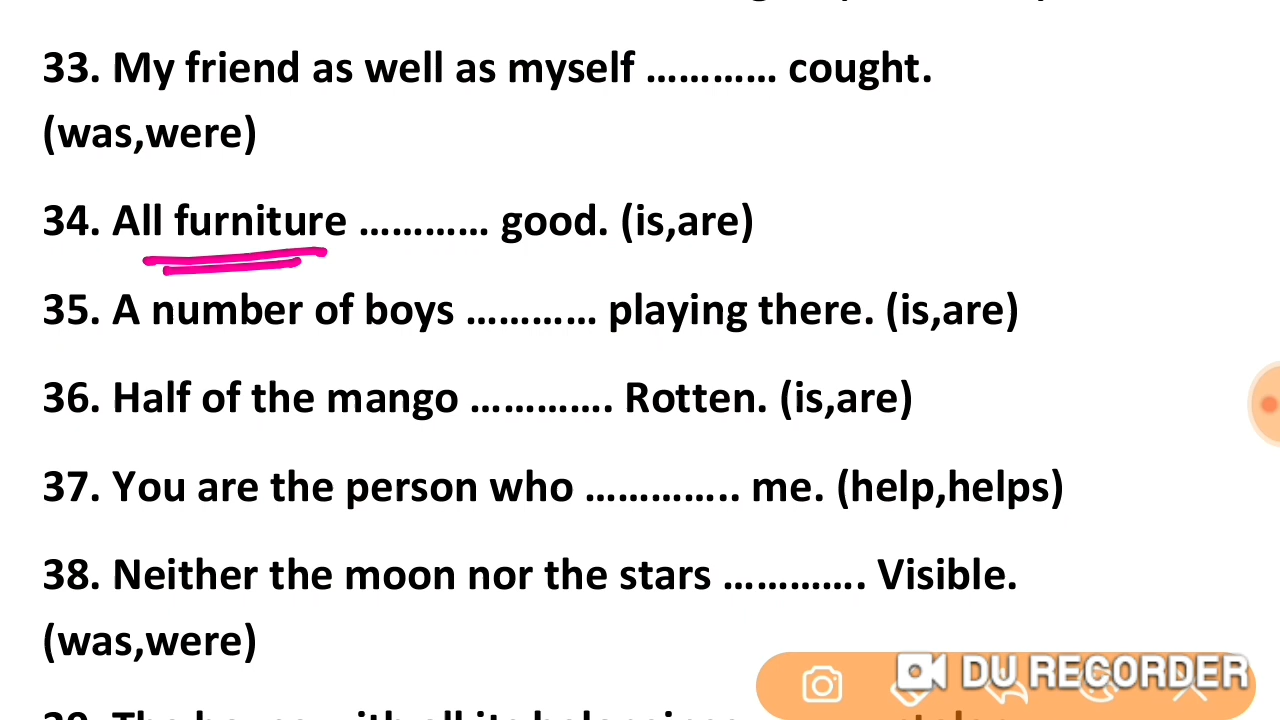 33. My friend as well as myself ………… cought.
(was,were)
34. All furniture ………… good. (is,are)
35. A number of boys ………… playing there. (is,are)
36. Half of the mango …………. Rotten. (is,are)
37. You are the person who ………….. me. (help,helps)
38. Neither the moon nor the stars …………. Visible.
(was,were)
DU RECORDER